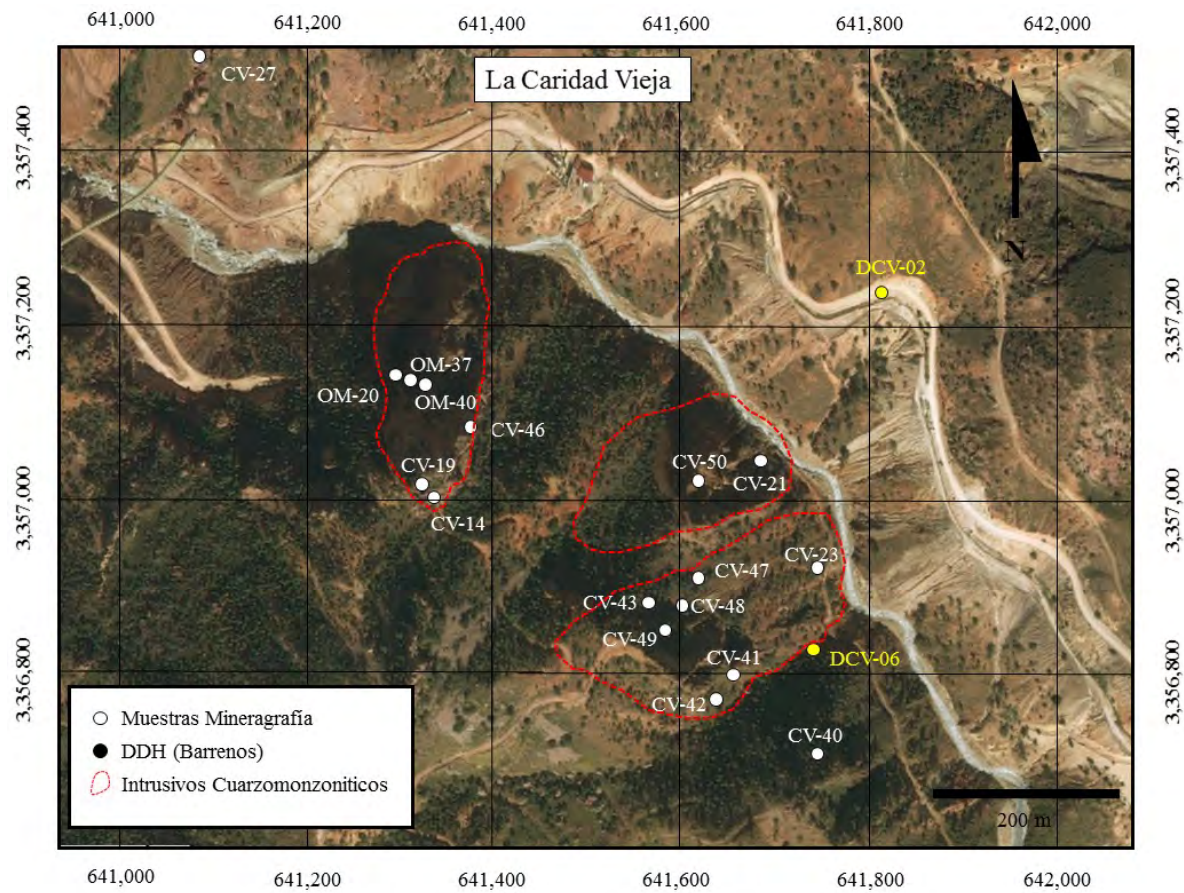 641,000 641,200 641,400 641,600 641,800 642,000
La Caridad Vieja
CV-27
3,357,400
3,357,400
N
DCV-02
3,357,200
3,357,200
OM-37
OM-20
OM-40
CV-46
CV-19
CV-50
CV-21
CV-14
3,357,000
3,357,000
CV-23
CV-47
CV-43
CV-48
CV-49
CV-41
DCV-06
3,356,800
3,356,800
CV-42
CV-40
Muestras Mineragrafía
DDH (Barrenos)
Intrusivos Cuarzomonzoniticos
200 m
641,000 641,200 641,400 641,600 641,800 642,000